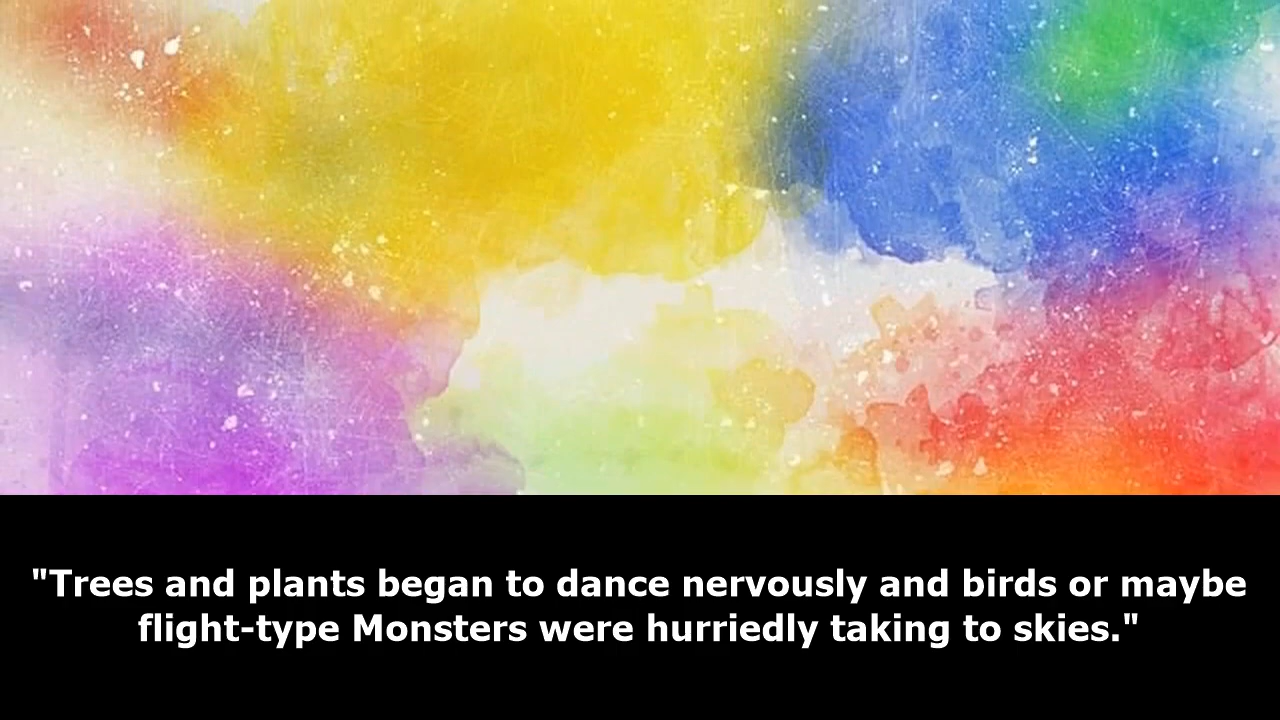 "Trees and plants began to dance nervously and birds or maybe
flight-type Monsters were hurriedly taking to skies."